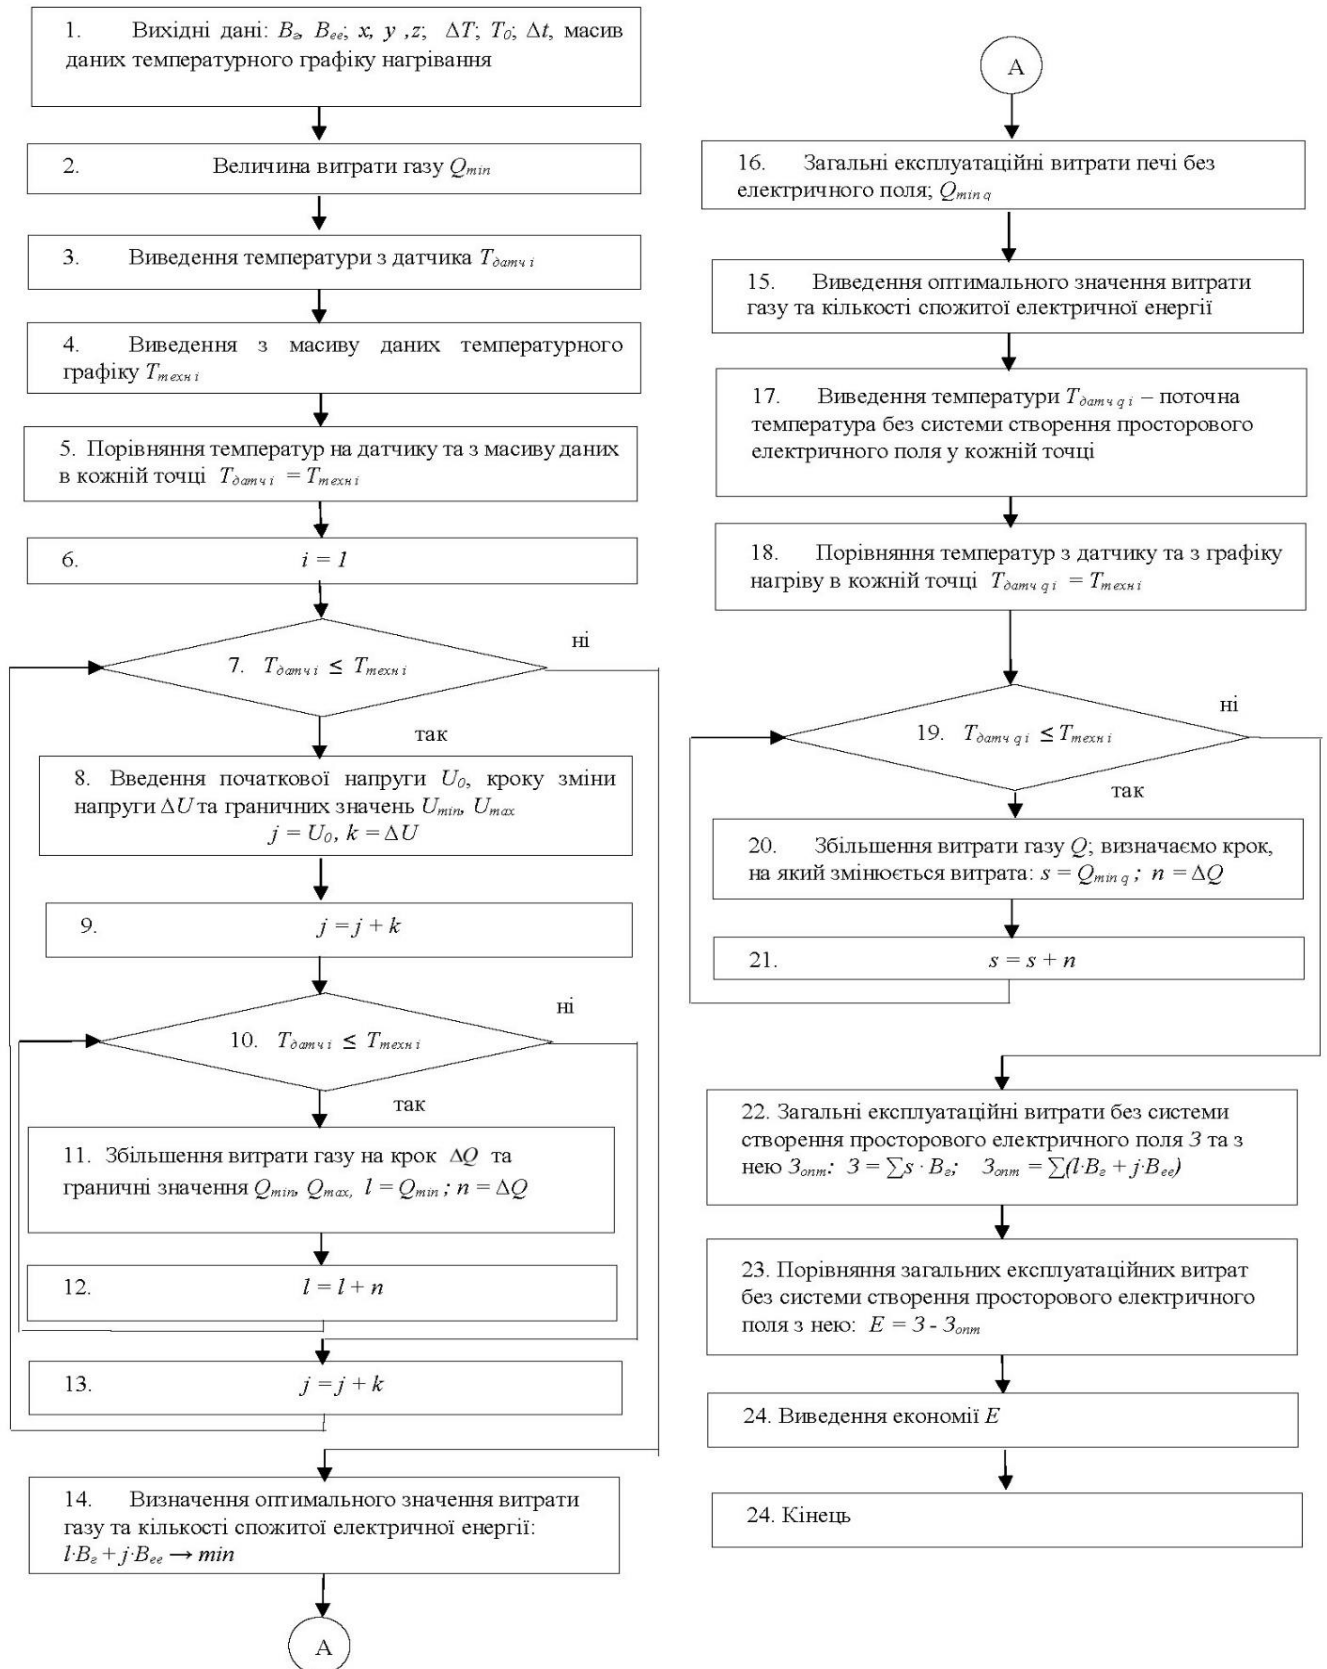 1. Вихідні дані: Bг, Bее; x, y ,z; ΔT; T0; Δt, масив
даних температурного графіку нагрівання
2. Величина витрати газу Qmin
3. Виведення температури з датчика Tдатч i
4. Виведення з масиву даних температурного
графіку Tтехн i
5. Порівняння температур на датчику та з масиву даних
в кожній точці Tдатч i = Tтехн i
6. i = 1
7. Tдатч i ≤ Tтехн i
ні
так
8. Введення початкової напруги U0, кроку зміни
напруги ΔU та граничних значень Umin, Umax
j = U0, k = ΔU
9. j = j + k
10. Tдатч i ≤ Tтехн i
ні
так
11. Збільшення витрати газу на крок ΔQ та
граничні значення Qmin, Qmax, l = Qmin ; n = ΔQ
12. l = l + n
13. j = j + k
14. Визначення оптимального значення витрати
газу та кількості спожитої електричної енергії:
l·Bг + j·Bее → min
А
А
16. Загальні експлуатаційні витрати печі без
електричного поля; Qmin q
15. Виведення оптимального значення витрати
газу та кількості спожитої електричної енергії
17. Виведення температури Tдатч q i – поточна
температура без системи створення просторового
електричного поля у кожній точці
18. Порівняння температур з датчику та з графіку
нагріву в кожній точці Tдатч q i = Tтехн i
19. Tдатч q i ≤ Tтехн i
ні
так
20. Збільшення витрати газу Q; визначаємо крок,
на який змінюється витрата: s = Qmin q ; n = ΔQ
21. s = s + n
22. Загальні експлуатаційні витрати без системи
створення просторового електричного поля З та з
нею Зопт: З = ∑s · Bг; Зопт = ∑(l·Bг + j·Bее)
23. Порівняння загальних експлуатаційних витрат
без системи створення просторового електричного
поля з нею: E = З - Зопт
24. Виведення економії E
24. Кінець